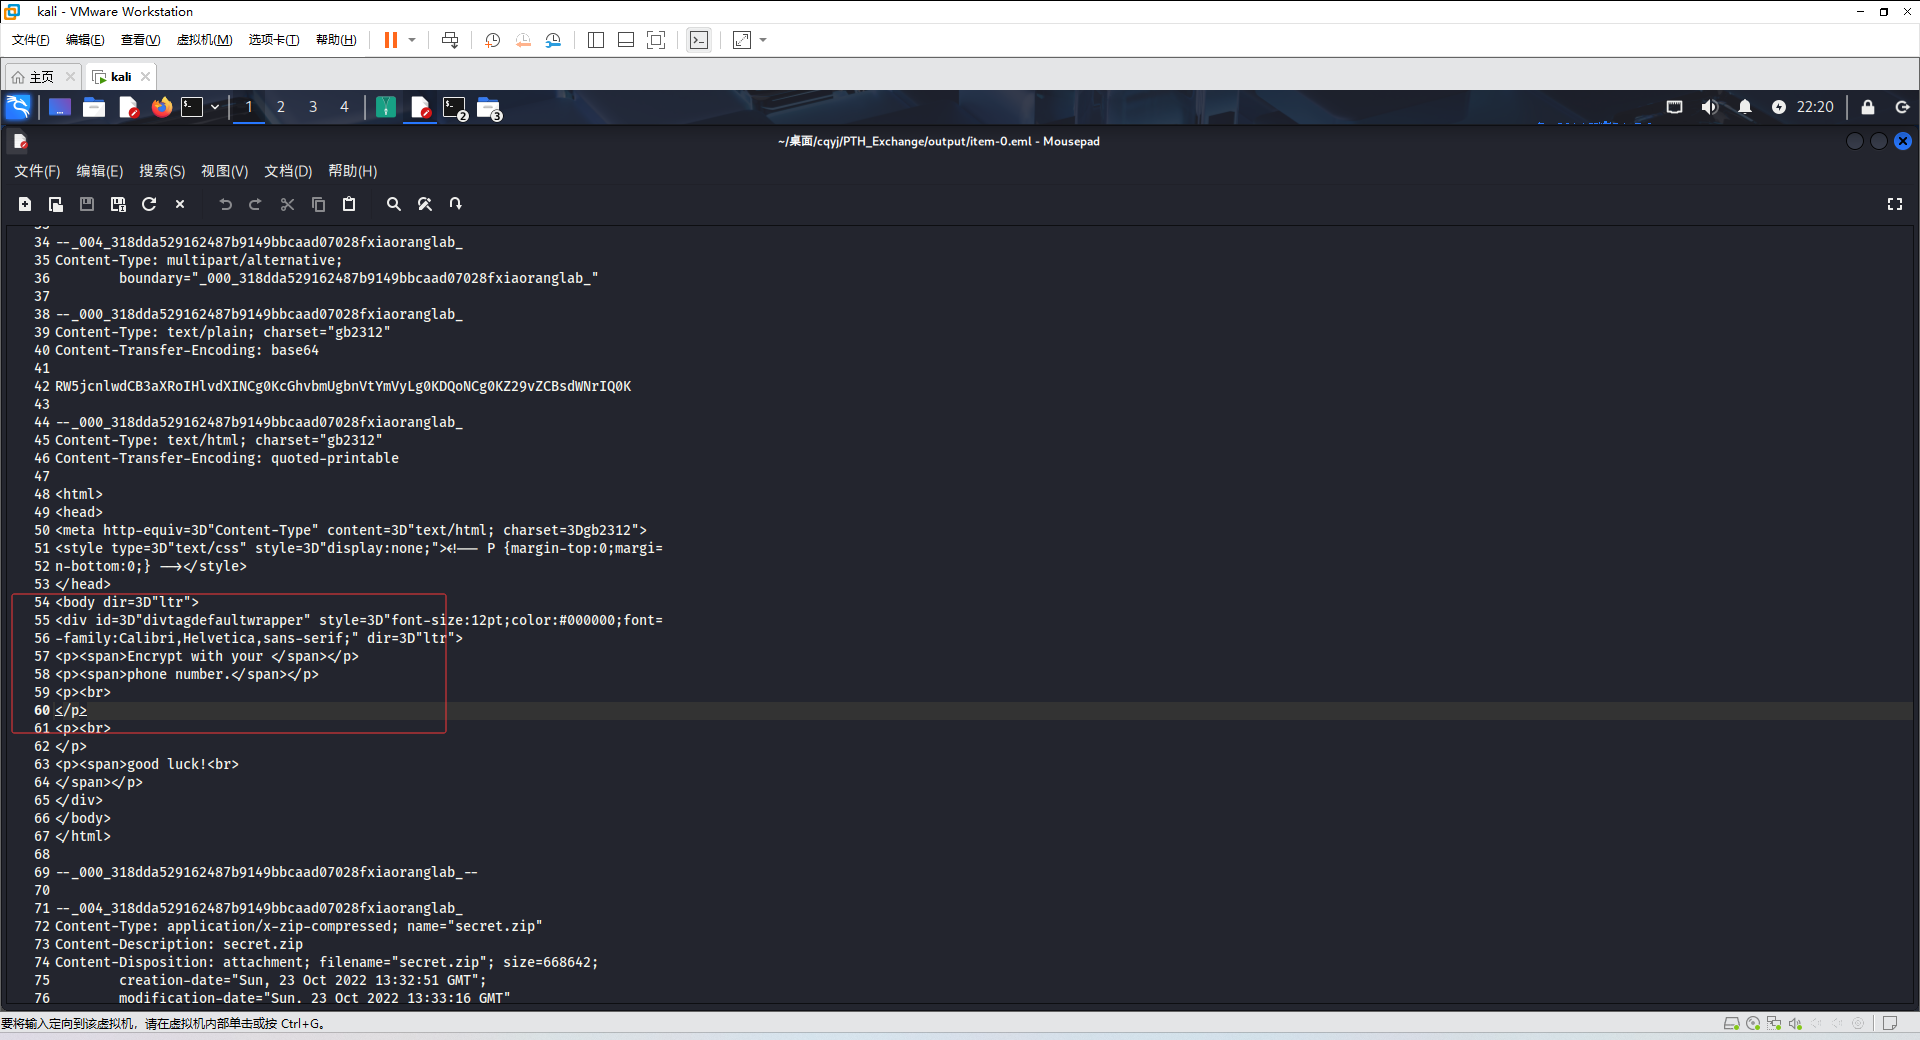 kali - VMware Workstation
文件(F) 编辑(E) 查看(V) 虚拟机(M) 选项卡(T) 帮助(H)
主页 kali
1 2 3 4 2 3 22:20
~/桌面/cqyj/PTH_Exchange/output/item-0.eml - Mousepad
文件(F) 编辑(E) 搜索(S) 视图(V) 文档(D) 帮助(H)
33
34 --_004_318dda529162487b9149bbcaad07028fxiaoranglab_
35 Content-Type: multipart/alternative;
36 boundary="_000_318dda529162487b9149bbcaad07028fxiaoranglab_"
37
38 --_000_318dda529162487b9149bbcaad07028fxiaoranglab_
39 Content-Type: text/plain; charset="gb2312"
40 Content-Transfer-Encoding: base64
41
42 RW5jcnlwdCB3aXRoIHlvdXINCg0KcGhvbmUgbnVtYmVyLg0KDQoNCg0KZ29vZCBsdWNrIQ0K
43
44 --_000_318dda529162487b9149bbcaad07028fxiaoranglab_
45 Content-Type: text/html; charset="gb2312"
46 Content-Transfer-Encoding: quoted-printable
47
48 <html>
49 <head>
50 <meta http-equiv=3D"Content-Type" content=3D"text/html; charset=3Dgb2312">
51 <style type=3D"text/css" style=3D"display:none;"><!-- P {margin-top:0;margi=
52 n-bottom:0;} --></style>
53 </head>
54 <body dir=3D"ltr">
55 <div id=3D"divtagdefaultwrapper" style=3D"font-size:12pt;color:#000000;font=
56 -family:Calibri,Helvetica,sans-serif;" dir=3D"ltr">
57 <p><span>Encrypt with your </span></p>
58 <p><span>phone number.</span></p>
59 <p><br>
60 </p>
61 <p><br>
62 </p>
63 <p><span>good luck!<br>
64 </span></p>
65 </div>
66 </body>
67 </html>
68
69 --_000_318dda529162487b9149bbcaad07028fxiaoranglab_--
70
71 --_004_318dda529162487b9149bbcaad07028fxiaoranglab_
72 Content-Type: application/x-zip-compressed; name="secret.zip"
73 Content-Description: secret.zip
74 Content-Disposition: attachment; filename="secret.zip"; size=668642;
75 creation-date="Sun, 23 Oct 2022 13:32:51 GMT";
76 modification-date="Sun, 23 Oct 2022 13:33:16 GMT"
要将输入定向到该虚拟机，请在虚拟机内部单击或按 Ctrl+G。